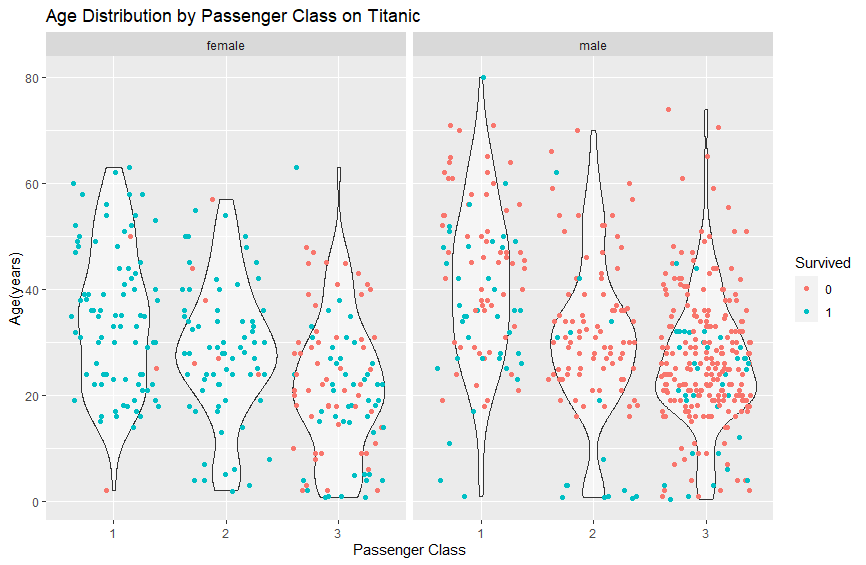 Age Distribution by Passenger Class on Titanic
female
male
80
60
40
20
0
Age(years)
1
2
3
1
2
3
Passenger Class
Survived
0
1